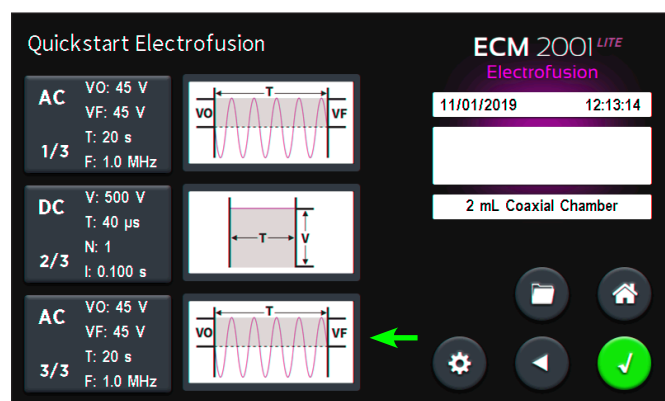 Quickstart Electrofusion
ECM 2001 LITE
Electrofusion
11/01/2019 12:13:14
2 mL Coaxial Chamber
AC
1/3
VO: 45 V
VF: 45 V
T: 20 s
F: 1.0 MHz
T
VO VF
DC
2/3
V: 500 V
T: 40 µs
N: 1
I: 0.100 s
T V
AC
3/3
VO: 45 V
VF: 45 V
T: 20 s
F: 1.0 MHz
T
VO VF